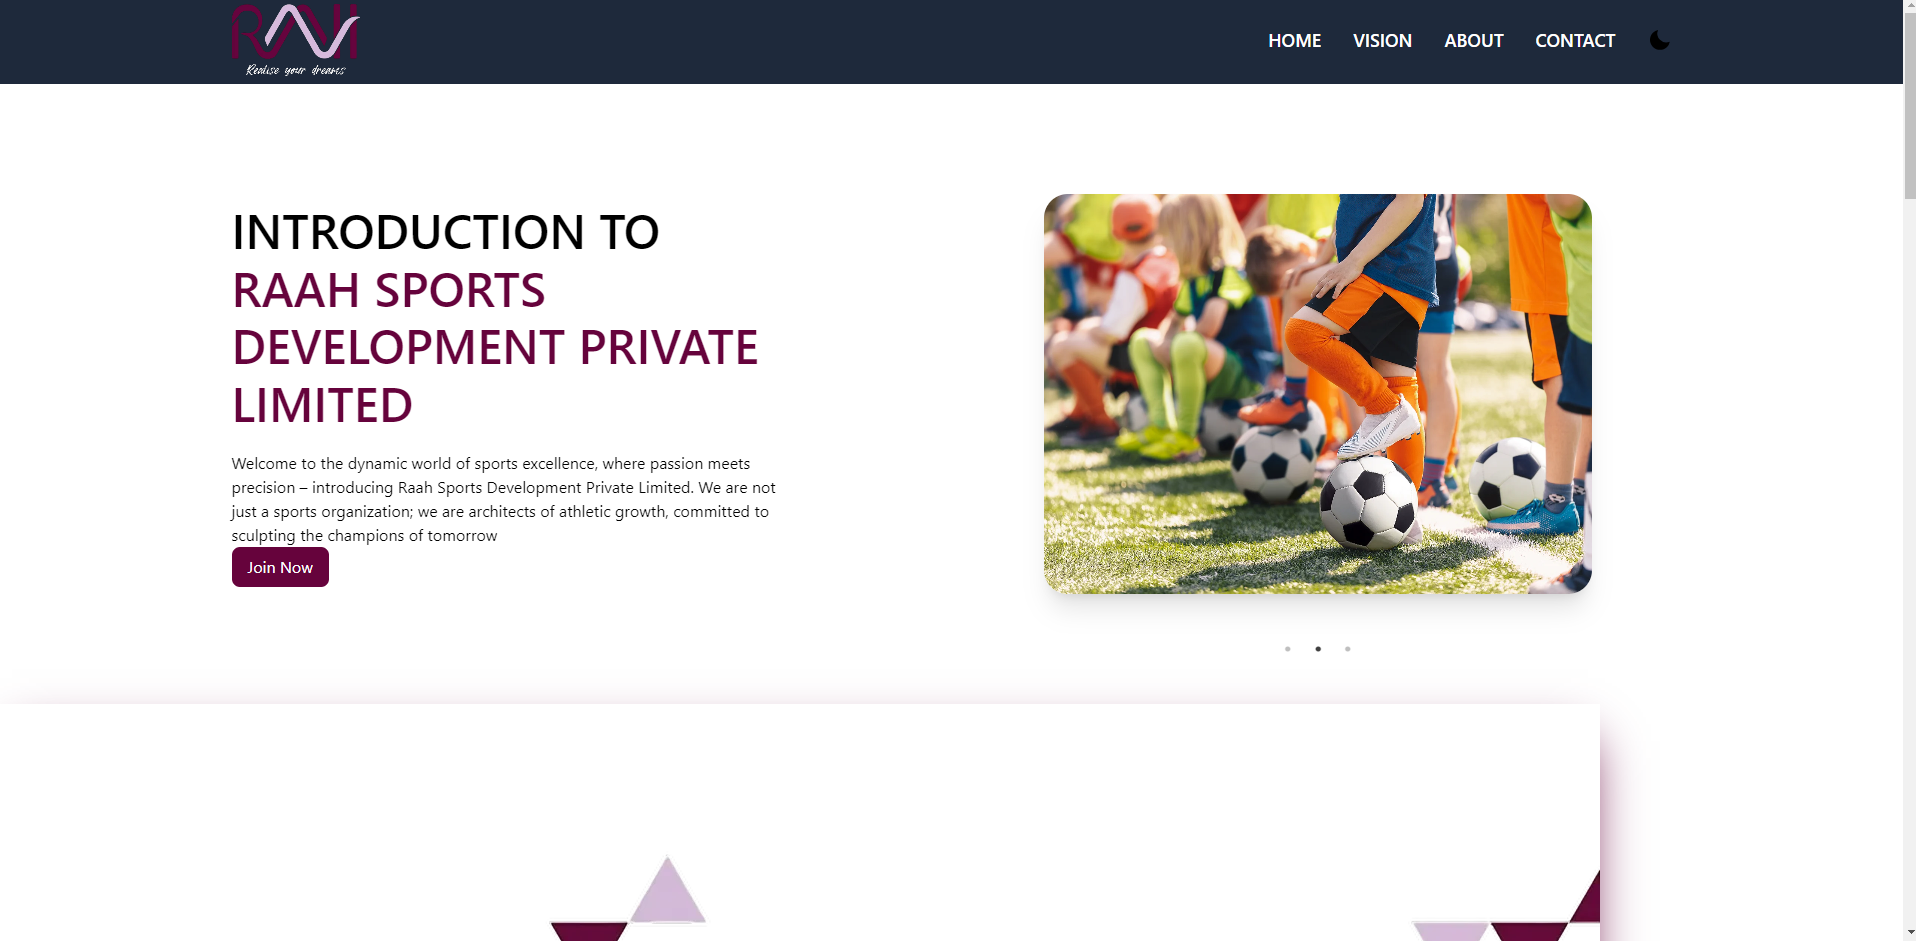 RAAH
Realise your dreams
HOME VISION ABOUT CONTACT
INTRODUCTION TO
RAAH SPORTS
DEVELOPMENT PRIVATE
LIMITED
Welcome to the dynamic world of sports excellence, where passion meets
precision – introducing Raah Sports Development Private Limited. We are not
just a sports organization; we are architects of athletic growth, committed to
sculpting the champions of tomorrow
Join Now